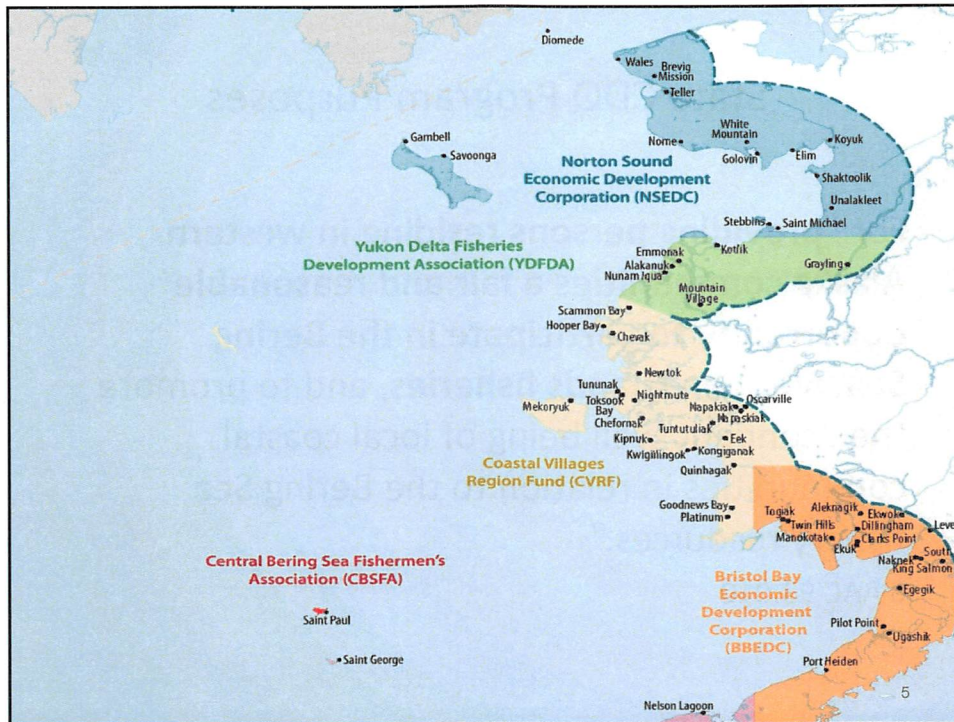 Diomede
Wales
Brevig
Mission
Teller
Gambell
Savoonga
Nome
White
Mountain
Golovin
Elim
Koyuk
Shaktoolik
Unalakleet
Stebbins
Saint Michael
Norton Sound
Economic Development
Corporation (NSEDC)
Yukon Delta Fisheries
Development Association (YDFDA)
Emmonak
Kotlik
Alakanuk
Nunam Iqua
Grayling
Mountain
Village
Scammon Bay
Hooper Bay
Chevak
Newtok
Tununak
Mekoryuk
Toksook
Bay
Nightmute
Chefornak
Oscarville
Napakiak
Napaskiak
Tuntutuliak
Eek
Kipnuk
Kongiganak
Kwigillingok
Quinhagak
Coastal Villages
Region Fund (CVRF)
Goodnews Bay
Platinum
Togiak
Twin Hills
Aleknagik
Ekwok
Manokotak
Dillingham
Clarks Point
Ekuk
Leve
Naknek
South
King Salmon
Egegik
Central Bering Sea Fishermen's
Association (CBSFA)
Saint Paul
Saint George
Bristol Bay
Economic
Development
Corporation
(BBEDC)
Pilot Point
Ugashik
Port Heiden
Nelson Lagoon
5